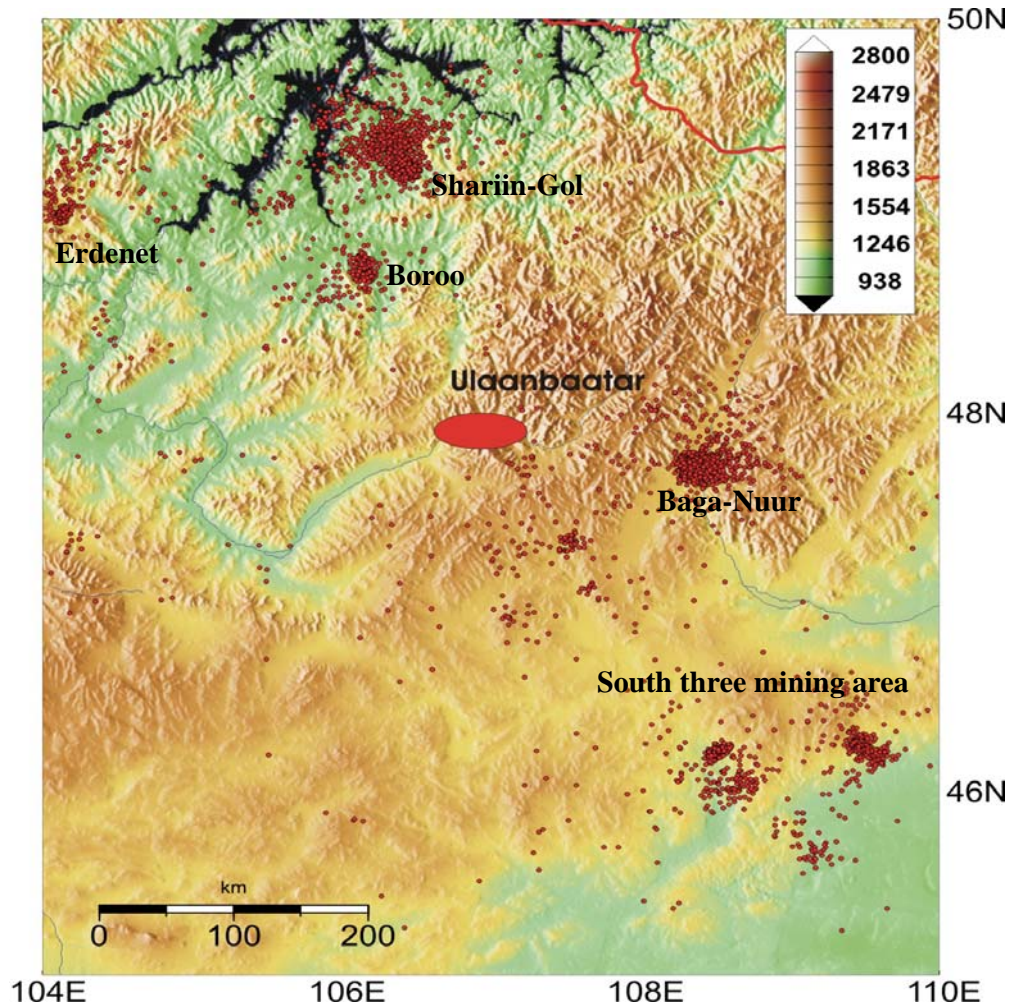 50N
2800
2479
2171
1863
1554
1246
938
Shariin-Gol
Erdenet
Boroo
Ulaanbaatar
48N
Baga-Nuur
South three mining area
46N
km
0 100 200
104E 106E 108E 110E